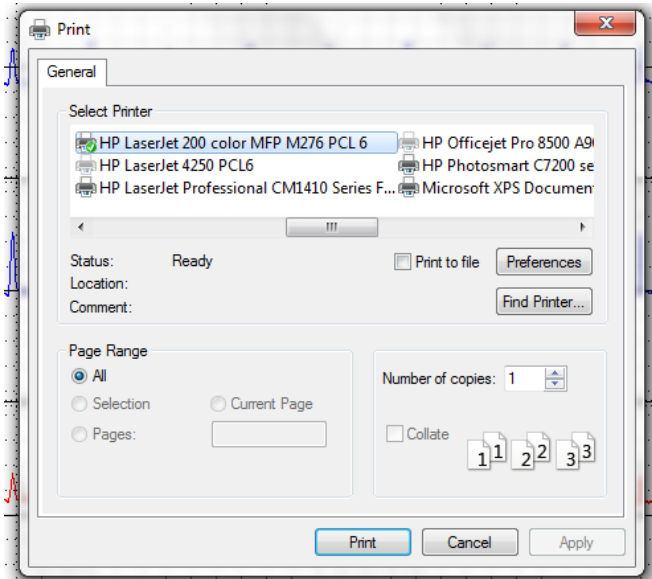 Print
General
Select Printer
HP LaserJet 200 color MFP M276 PCL 6
HP Officejet Pro 8500 A9
HP LaserJet 4250 PCL6
HP Photosmart C7200 se
HP LaserJet Professional CM1410 Series F...
Microsoft XPS Documen
Status: Ready
Print to file
Preferences
Location:
Comment:
Find Printer...
Page Range
All
Number of copies: 1
Selection
Current Page
Pages:
Collate
1 1 2 2 3 3
Print
Cancel
Apply